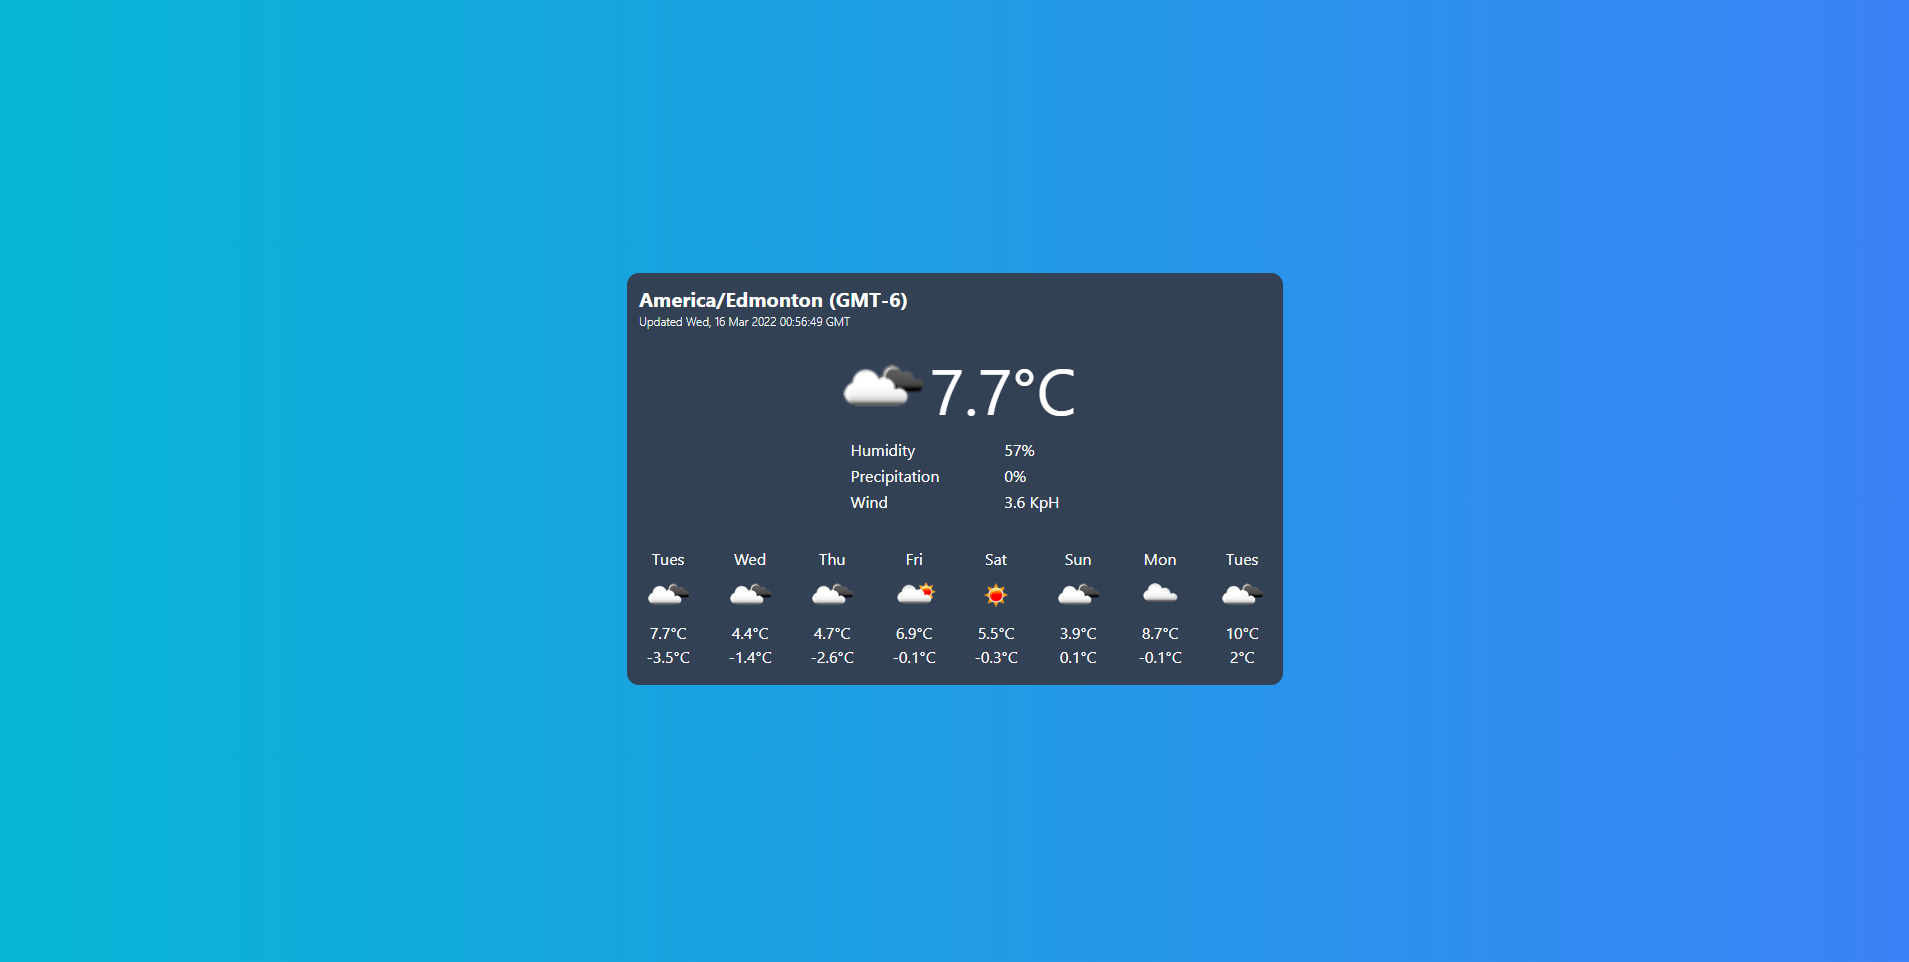 America/Edmonton (GMT-6)
Updated Wed, 16 Mar 2022 00:56:49 GMT
7.7°C
Humidity 57%
Precipitation 0%
Wind 3.6 KpH
Tues Wed Thu Fri Sat Sun Mon Tues
7.7°C 4.4°C 4.7°C 6.9°C 5.5°C 3.9°C 8.7°C 10°C
-3.5°C -1.4°C -2.6°C -0.1°C -0.3°C 0.1°C -0.1°C 2°C